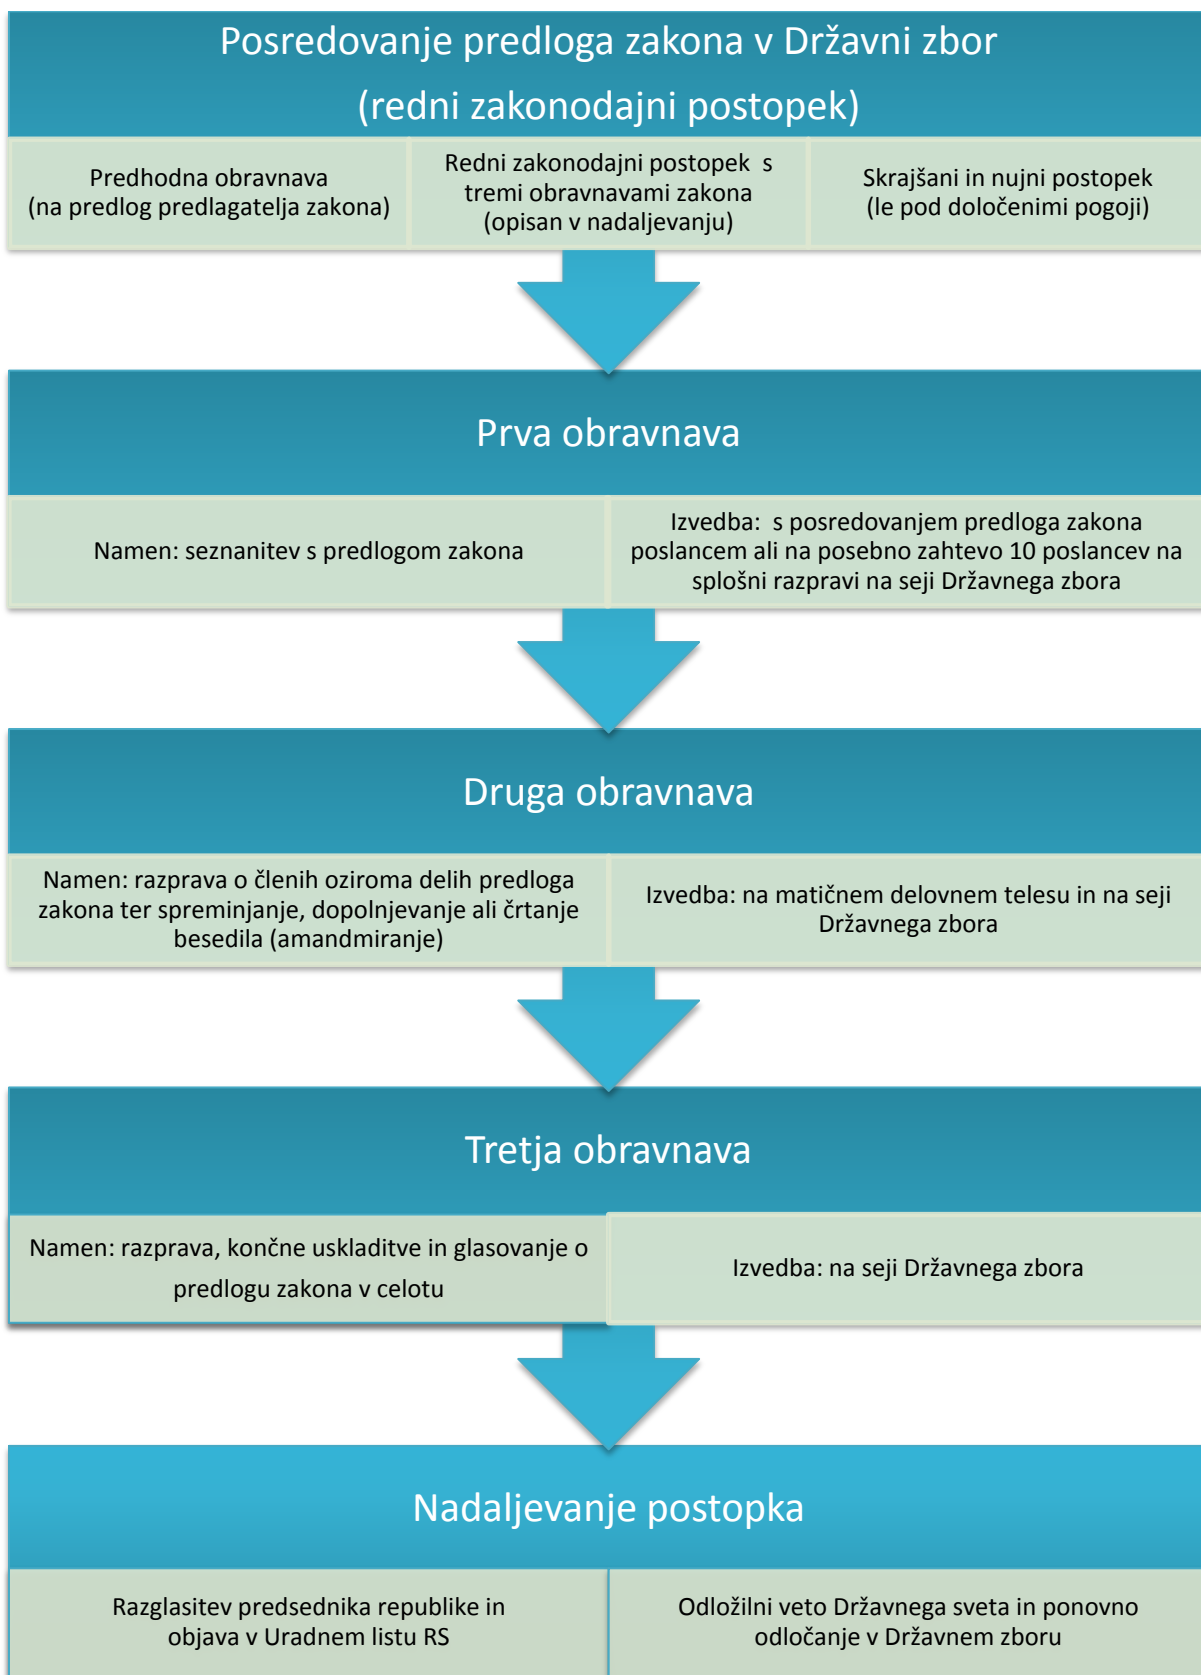 Posredovanje predloga zakona v Državni zbor
(redni zakonodajni postopek)
Predhodna obravnava
(na predlog predlagatelja zakona)
Redni zakonodajni postopek s
tremi obravnavami zakona
(opisan v nadaljevanju)
Skrajšani in nujni postopek
(le pod določenimi pogoji)
Prva obravnava
Namen: seznanitev s predlogom zakona
Izvedba: s posredovanjem predloga zakona
poslancem ali na posebno zahtevo 10 poslancev na
splošni razpravi na seji Državnega zbora
Druga obravnava
Namen: razprava o členih oziroma delih predloga
zakona ter spreminjanje, dopolnjevanje ali črtanje
besedila (amandmiranje)
Izvedba: na matičnem delovnem telesu in na seji
Državnega zbora
Tretja obravnava
Namen: razprava, končne uskladitve in glasovanje o
predlogu zakona v celotu
Izvedba: na seji Državnega zbora
Nadaljevanje postopka
Razglasitev predsednika republike in
objava v Uradnem listu RS
Odložilni veto Državnega sveta in ponovno
odločanje v Državnem zboru